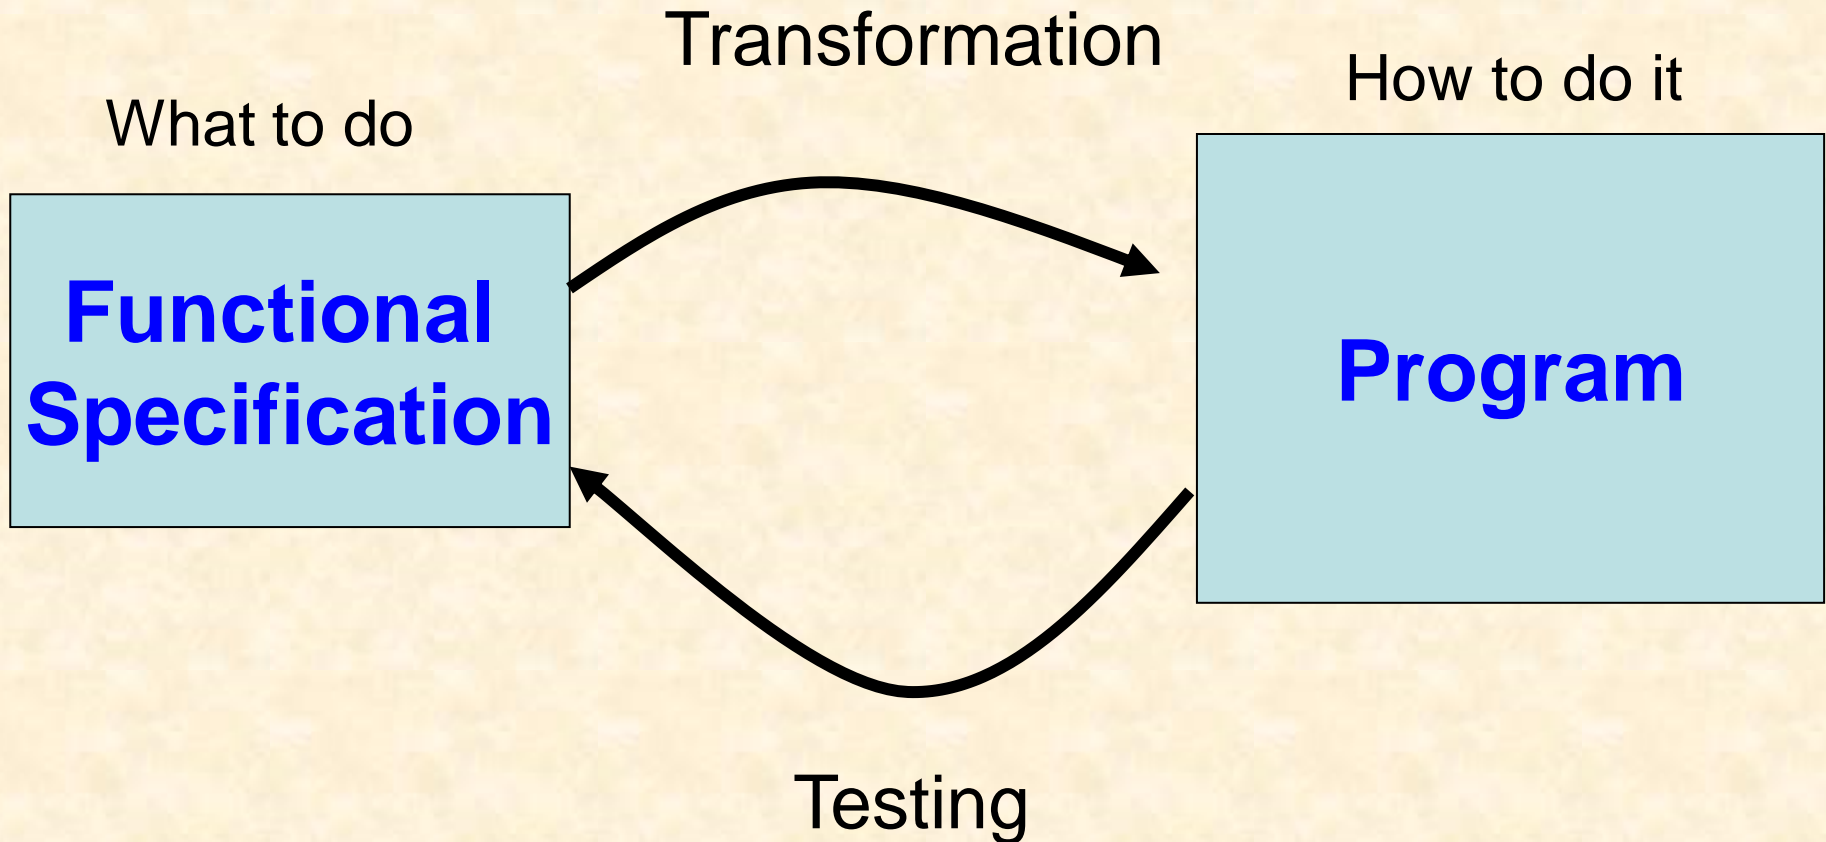 Transformation
How to do it
What to do
Functional
Specification
Program
Testing